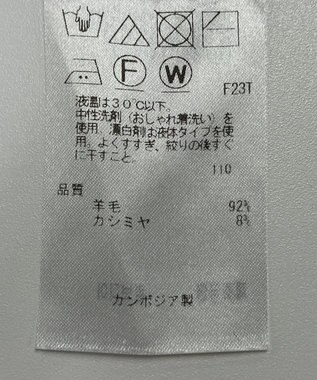 F W
F23T
液温は30℃以下。
中性洗剤（おしゃれ着洗い）を
使用。漂白剤は液体タイプを使
用。よくすすぎ、絞りの後すぐ
に干すこと。
110
品質
羊毛 92%
カシミヤ 8%
カンボジア製